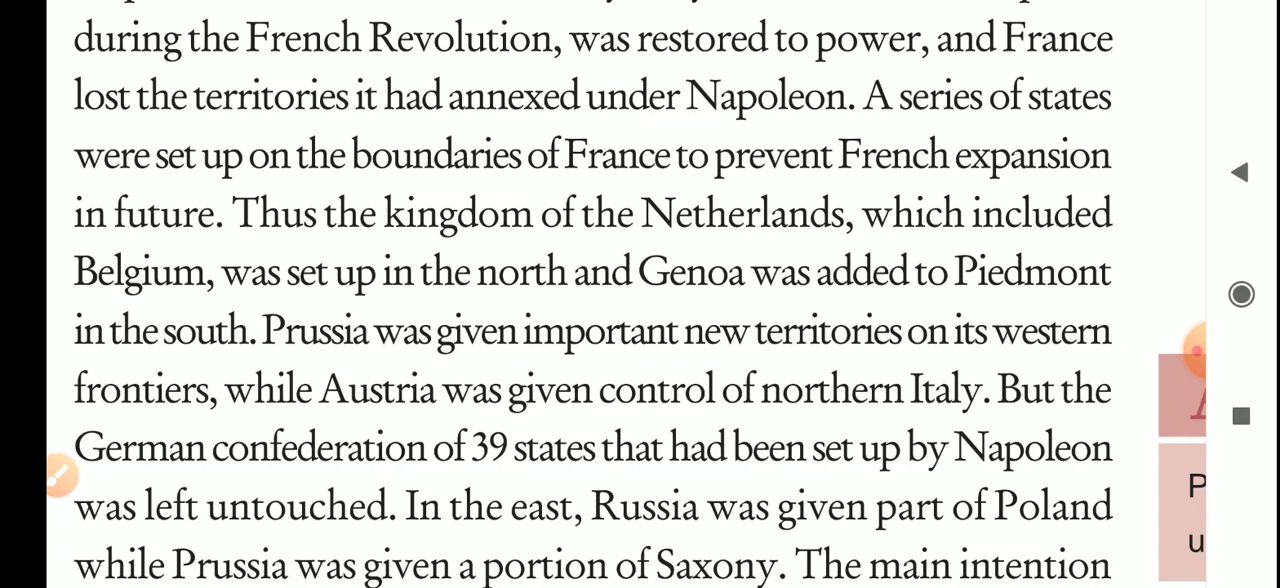 during the French Revolution, was restored to power, and France
lost the territories it had annexed under Napoleon. A series of states
were set up on the boundaries of France to prevent French expansion
in future. Thus the kingdom of the Netherlands, which included
Belgium, was set up in the north and Genoa was added to Piedmont
in the south. Prussia was given important new territories on its western
frontiers, while Austria was given control of northern Italy. But the
German confederation of 39 states that had been set up by Napoleon
was left untouched. In the east, Russia was given part of Poland
while Prussia was given a portion of Saxony. The main intention
P
u